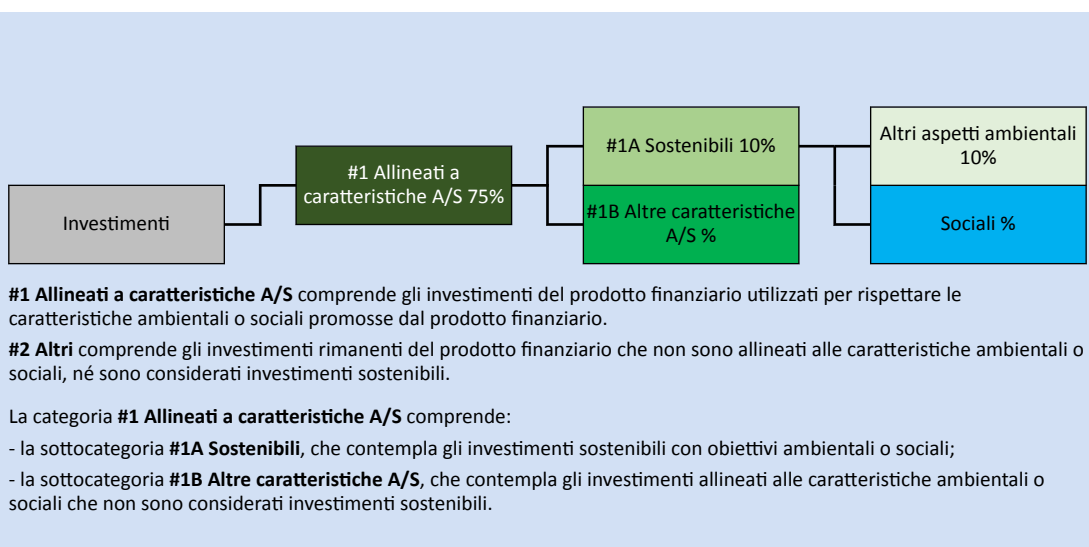 Investimenti
#1 Allineati a
caratteristiche A/S 75%
#1A Sostenibili 10%
#1B Altre caratteristiche
A/S %
Altri aspetti ambientali
10%
Sociali %
#1 Allineati a caratteristiche A/S comprende gli investimenti del prodotto finanziario utilizzati per rispettare le
caratteristiche ambientali o sociali promosse dal prodotto finanziario.
#2 Altri comprende gli investimenti rimanenti del prodotto finanziario che non sono allineati alle caratteristiche ambientali o
sociali, né sono considerati investimenti sostenibili.
La categoria #1 Allineati a caratteristiche A/S comprende:
- la sottocategoria #1A Sostenibili, che contempla gli investimenti sostenibili con obiettivi ambientali o sociali;
- la sottocategoria #1B Altre caratteristiche A/S, che contempla gli investimenti allineati alle caratteristiche ambientali o
sociali che non sono considerati investimenti sostenibili.